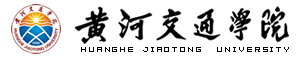 黄河交通學院
HUANGHE JIAOTONG UNIVERSITY